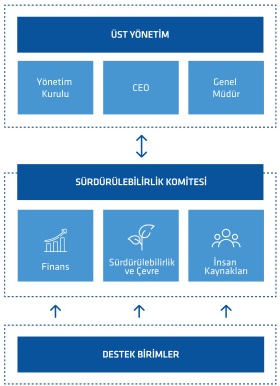 ÜST YÖNETİM
Yönetim
Kurulu
CEO
Genel
Müdür
SÜRDÜRÜLEBİLİRLİK KOMİTESİ
Finans
Sürdürülebilirlik
ve Çevre
İnsan
Kaynakları
DESTEK BİRİMLER